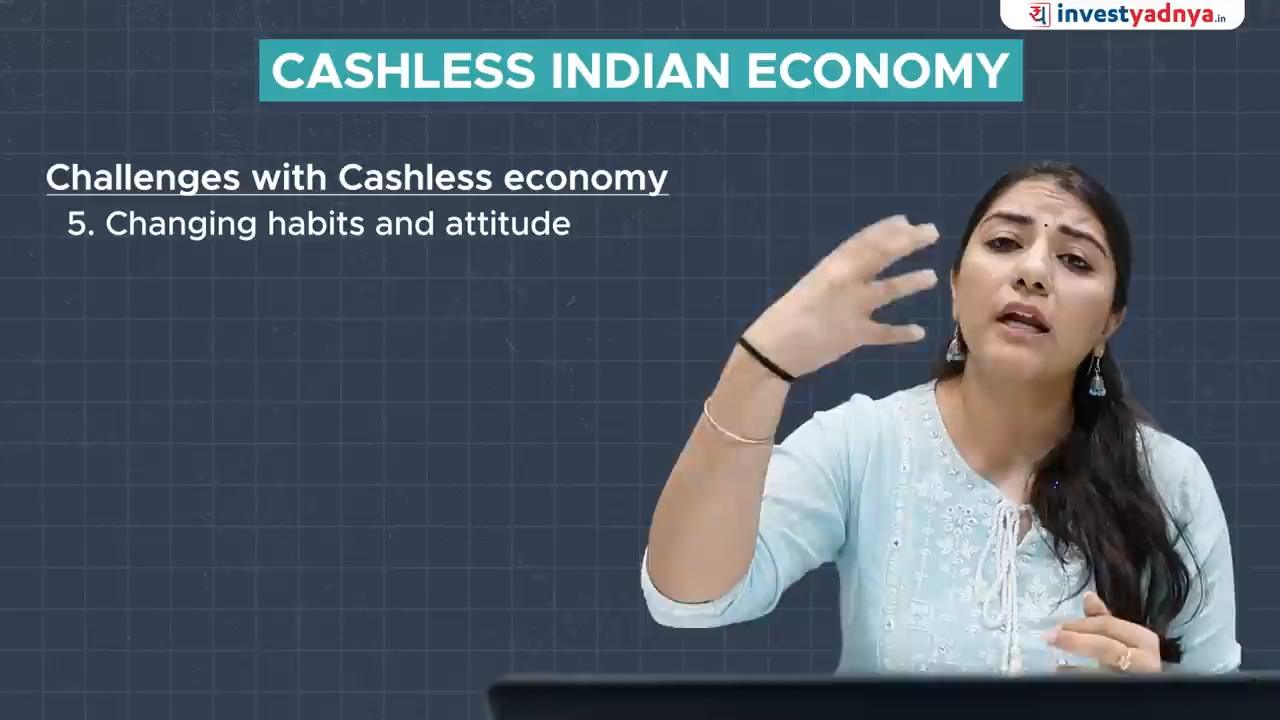 investyadnya.in
CASHLESS INDIAN ECONOMY
Challenges with Cashless economy
5. Changing habits and attitude